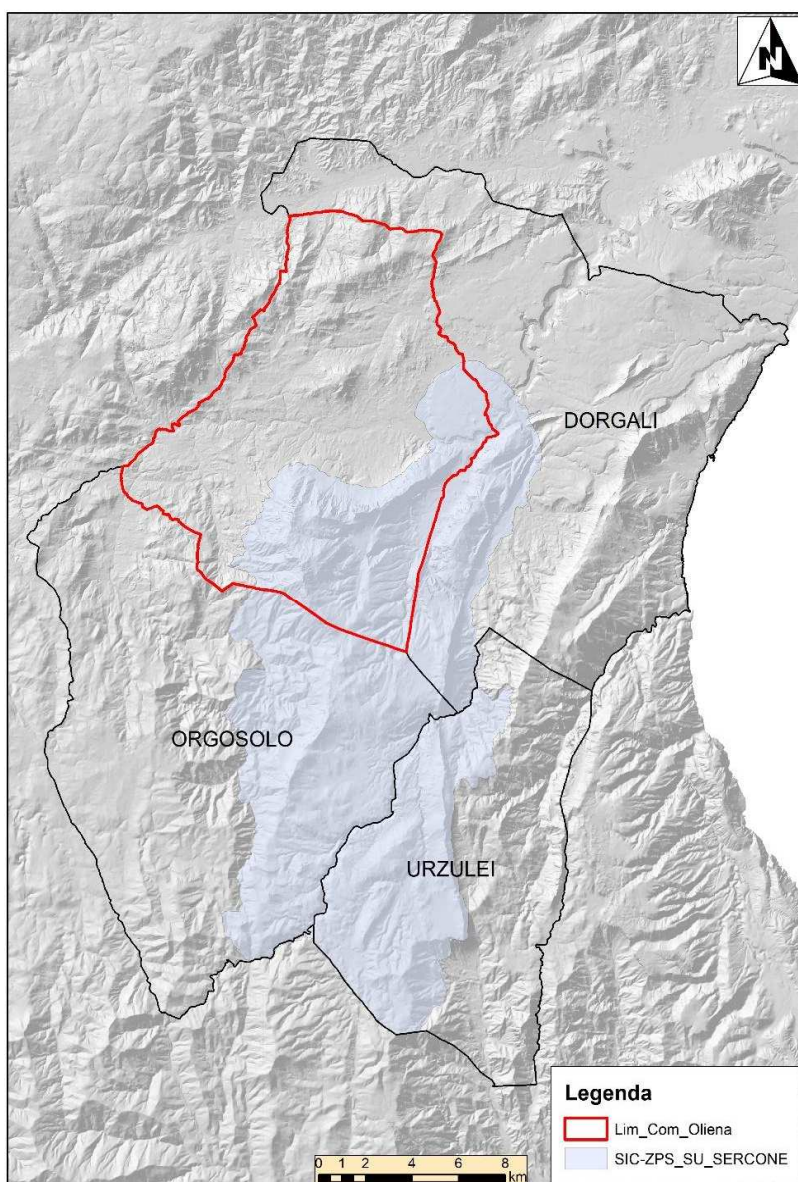 N
DORGALI
ORGOSOLO
URZULEI
Legenda
Lim_Com_Oliena
SIC-ZPS_SU_SERCONE
0 1 2 4 6 8
km